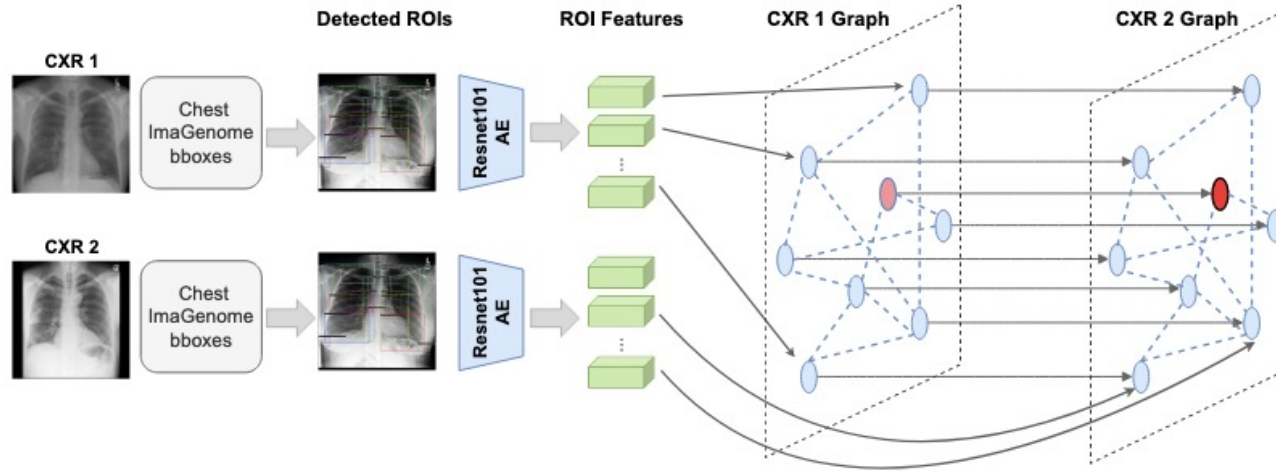 Detected ROIs
ROI Features
CXR 1 Graph
CXR 2 Graph
CXR 1
Chest
ImaGenome
bboxes
Resnet101
AE
...
CXR 2
Chest
ImaGenome
bboxes
Resnet101
AE
...